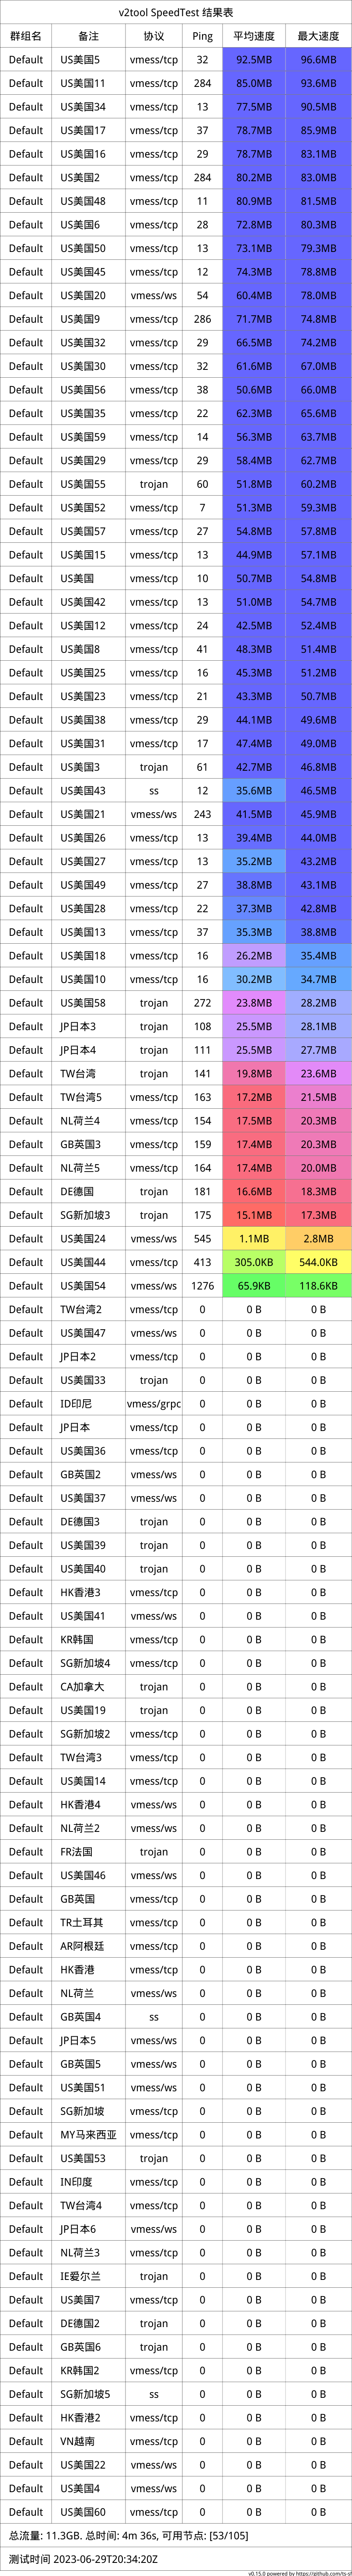 v2tool SpeedTest 结果表
群组名 备注 协议 Ping 平均速度 最大速度
Default US美国5 vmess/tcp 32 92.5MB 96.6MB
Default US美国11 vmess/tcp 284 85.0MB 93.6MB
Default US美国34 vmess/tcp 13 77.5MB 90.5MB
Default US美国17 vmess/tcp 37 78.7MB 85.9MB
Default US美国16 vmess/tcp 29 78.7MB 83.1MB
Default US美国2 vmess/tcp 284 80.2MB 83.0MB
Default US美国48 vmess/tcp 11 80.9MB 81.5MB
Default US美国6 vmess/tcp 28 72.8MB 80.3MB
Default US美国50 vmess/tcp 13 73.1MB 79.3MB
Default US美国45 vmess/tcp 12 74.3MB 78.8MB
Default US美国20 vmess/ws 54 60.4MB 78.0MB
Default US美国9 vmess/tcp 286 71.7MB 74.8MB
Default US美国32 vmess/tcp 29 66.5MB 74.2MB
Default US美国30 vmess/tcp 32 61.6MB 67.0MB
Default US美国56 vmess/tcp 38 50.6MB 66.0MB
Default US美国35 vmess/tcp 22 62.3MB 65.6MB
Default US美国59 vmess/tcp 14 56.3MB 63.7MB
Default US美国29 vmess/tcp 29 58.4MB 62.7MB
Default US美国55 trojan 60 51.8MB 60.2MB
Default US美国52 vmess/tcp 7 51.3MB 59.3MB
Default US美国57 vmess/tcp 27 54.8MB 57.8MB
Default US美国15 vmess/tcp 13 44.9MB 57.1MB
Default US美国 vmess/tcp 10 50.7MB 54.8MB
Default US美国42 vmess/tcp 13 51.0MB 54.7MB
Default US美国12 vmess/tcp 24 42.5MB 52.4MB
Default US美国8 vmess/tcp 41 48.3MB 51.4MB
Default US美国25 vmess/tcp 16 45.3MB 51.2MB
Default US美国23 vmess/tcp 21 43.3MB 50.7MB
Default US美国38 vmess/tcp 29 44.1MB 49.6MB
Default US美国31 vmess/tcp 17 47.4MB 49.0MB
Default US美国3 trojan 61 42.7MB 46.8MB
Default US美国43 ss 12 35.6MB 46.5MB
Default US美国21 vmess/ws 243 41.5MB 45.9MB
Default US美国26 vmess/tcp 13 39.4MB 44.0MB
Default US美国27 vmess/tcp 13 35.2MB 43.2MB
Default US美国49 vmess/tcp 27 38.8MB 43.1MB
Default US美国28 vmess/tcp 22 37.3MB 42.8MB
Default US美国13 vmess/tcp 37 35.3MB 38.8MB
Default US美国18 vmess/tcp 16 26.2MB 35.4MB
Default US美国10 vmess/tcp 16 30.2MB 34.7MB
Default US美国58 trojan 272 23.8MB 28.2MB
Default JP日本3 trojan 108 25.5MB 28.1MB
Default JP日本4 trojan 111 25.5MB 27.7MB
Default TW台湾 trojan 141 19.8MB 23.6MB
Default TW台湾5 vmess/tcp 163 17.2MB 21.5MB
Default NL荷兰4 vmess/tcp 154 17.5MB 20.3MB
Default GB英国3 vmess/tcp 159 17.4MB 20.3MB
Default NL荷兰5 vmess/tcp 164 17.4MB 20.0MB
Default DE德国 trojan 181 16.6MB 18.3MB
Default SG新加坡3 trojan 175 15.1MB 17.3MB
Default US美国24 vmess/ws 545 1.1MB 2.8MB
Default US美国44 vmess/tcp 413 305.0KB 544.0KB
Default US美国54 vmess/ws 1276 65.9KB 118.6KB
Default TW台湾2 vmess/tcp 0 0 B 0 B
Default US美国47 vmess/ws 0 0 B 0 B
Default JP日本2 vmess/tcp 0 0 B 0 B
Default US美国33 trojan 0 0 B 0 B
Default ID印尼 vmess/grpc 0 0 B 0 B
Default JP日本 vmess/tcp 0 0 B 0 B
Default US美国36 vmess/tcp 0 0 B 0 B
Default GB英国2 vmess/ws 0 0 B 0 B
Default US美国37 vmess/ws 0 0 B 0 B
Default DE德国3 trojan 0 0 B 0 B
Default US美国39 trojan 0 0 B 0 B
Default US美国40 trojan 0 0 B 0 B
Default HK香港3 vmess/tcp 0 0 B 0 B
Default US美国41 vmess/ws 0 0 B 0 B
Default KR韩国 vmess/tcp 0 0 B 0 B
Default SG新加坡4 vmess/tcp 0 0 B 0 B
Default CA加拿大 trojan 0 0 B 0 B
Default US美国19 trojan 0 0 B 0 B
Default SG新加坡2 vmess/tcp 0 0 B 0 B
Default TW台湾3 vmess/tcp 0 0 B 0 B
Default US美国14 vmess/tcp 0 0 B 0 B
Default HK香港4 vmess/ws 0 0 B 0 B
Default NL荷兰2 vmess/ws 0 0 B 0 B
Default FR法国 trojan 0 0 B 0 B
Default US美国46 vmess/ws 0 0 B 0 B
Default GB英国 vmess/tcp 0 0 B 0 B
Default TR土耳其 vmess/tcp 0 0 B 0 B
Default AR阿根廷 vmess/tcp 0 0 B 0 B
Default HK香港 vmess/tcp 0 0 B 0 B
Default NL荷兰 vmess/ws 0 0 B 0 B
Default GB英国4 ss 0 0 B 0 B
Default JP日本5 vmess/ws 0 0 B 0 B
Default GB英国5 vmess/ws 0 0 B 0 B
Default US美国51 vmess/ws 0 0 B 0 B
Default SG新加坡 vmess/tcp 0 0 B 0 B
Default MY马来西亚 vmess/tcp 0 0 B 0 B
Default US美国53 trojan 0 0 B 0 B
Default IN印度 vmess/tcp 0 0 B 0 B
Default TW台湾4 vmess/tcp 0 0 B 0 B
Default JP日本6 vmess/ws 0 0 B 0 B
Default NL荷兰3 vmess/tcp 0 0 B 0 B
Default IE爱尔兰 trojan 0 0 B 0 B
Default US美国7 vmess/tcp 0 0 B 0 B
Default DE德国2 trojan 0 0 B 0 B
Default GB英国6 trojan 0 0 B 0 B
Default KR韩国2 vmess/tcp 0 0 B 0 B
Default SG新加坡5 ss 0 0 B 0 B
Default HK香港2 vmess/tcp 0 0 B 0 B
Default VN越南 vmess/tcp 0 0 B 0 B
Default US美国22 vmess/ws 0 0 B 0 B
Default US美国4 vmess/ws 0 0 B 0 B
Default US美国60 vmess/tcp 0 0 B 0 B
总流量: 11.3GB. 总时间: 4m 36s, 可用节点: [53/105]
测试时间 2023-06-29T20:34:20Z
v0.15.0 powered by https://github.com/ts-sf